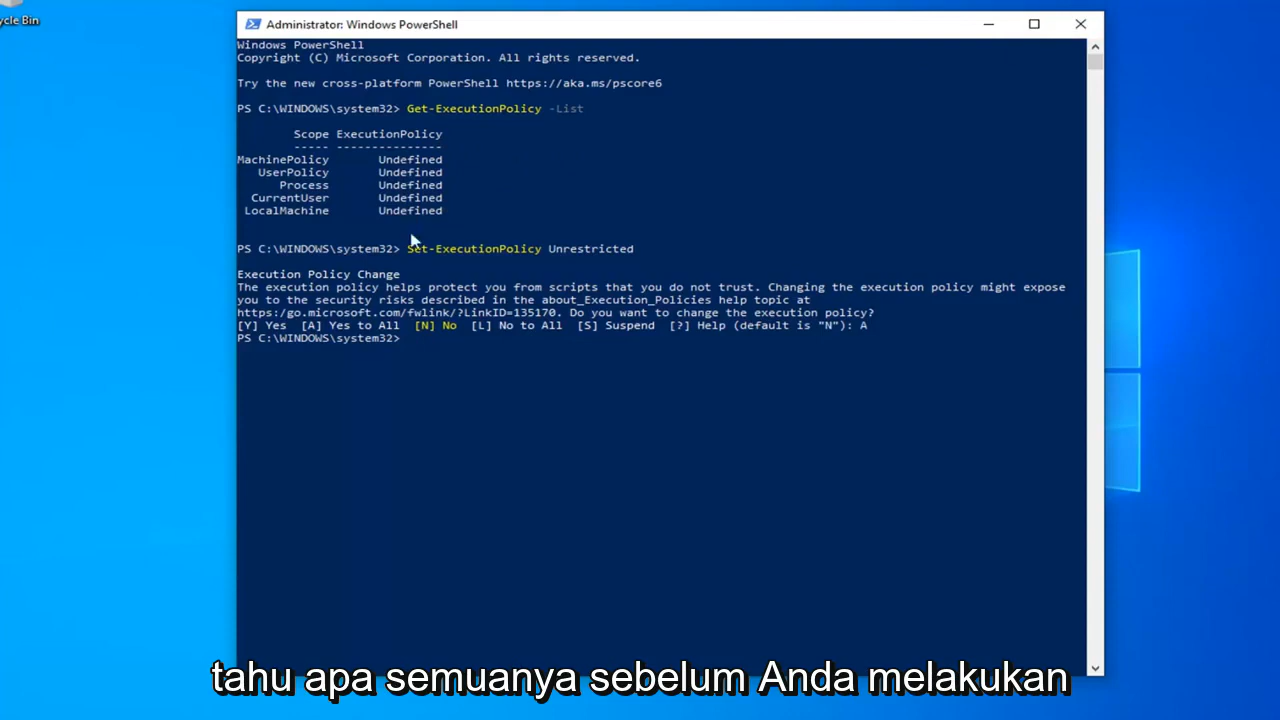 ycle Bin
Administrator: Windows PowerShell
Windows PowerShell
Copyright (C) Microsoft Corporation. All rights reserved.
Try the new cross-platform PowerShell https://aka.ms/pscore6
PS C:\WINDOWS\system32> Get-ExecutionPolicy -List
Scope ExecutionPolicy
----- ---------------
MachinePolicy Undefined
UserPolicy Undefined
Process Undefined
CurrentUser Undefined
LocalMachine Undefined
PS C:\WINDOWS\system32> Set-ExecutionPolicy Unrestricted
Execution Policy Change
The execution policy helps protect you from scripts that you do not trust. Changing the execution policy might expose
you to the security risks described in the about_Execution_Policies help topic at
https:/go.microsoft.com/fwlink/?LinkID=135170. Do you want to change the execution policy?
[Y] Yes [A] Yes to All [N] No [L] No to All [S] Suspend [?] Help (default is "N"): A
PS C:\WINDOWS\system32>
tahu apa semuanya sebelum Anda melakukan